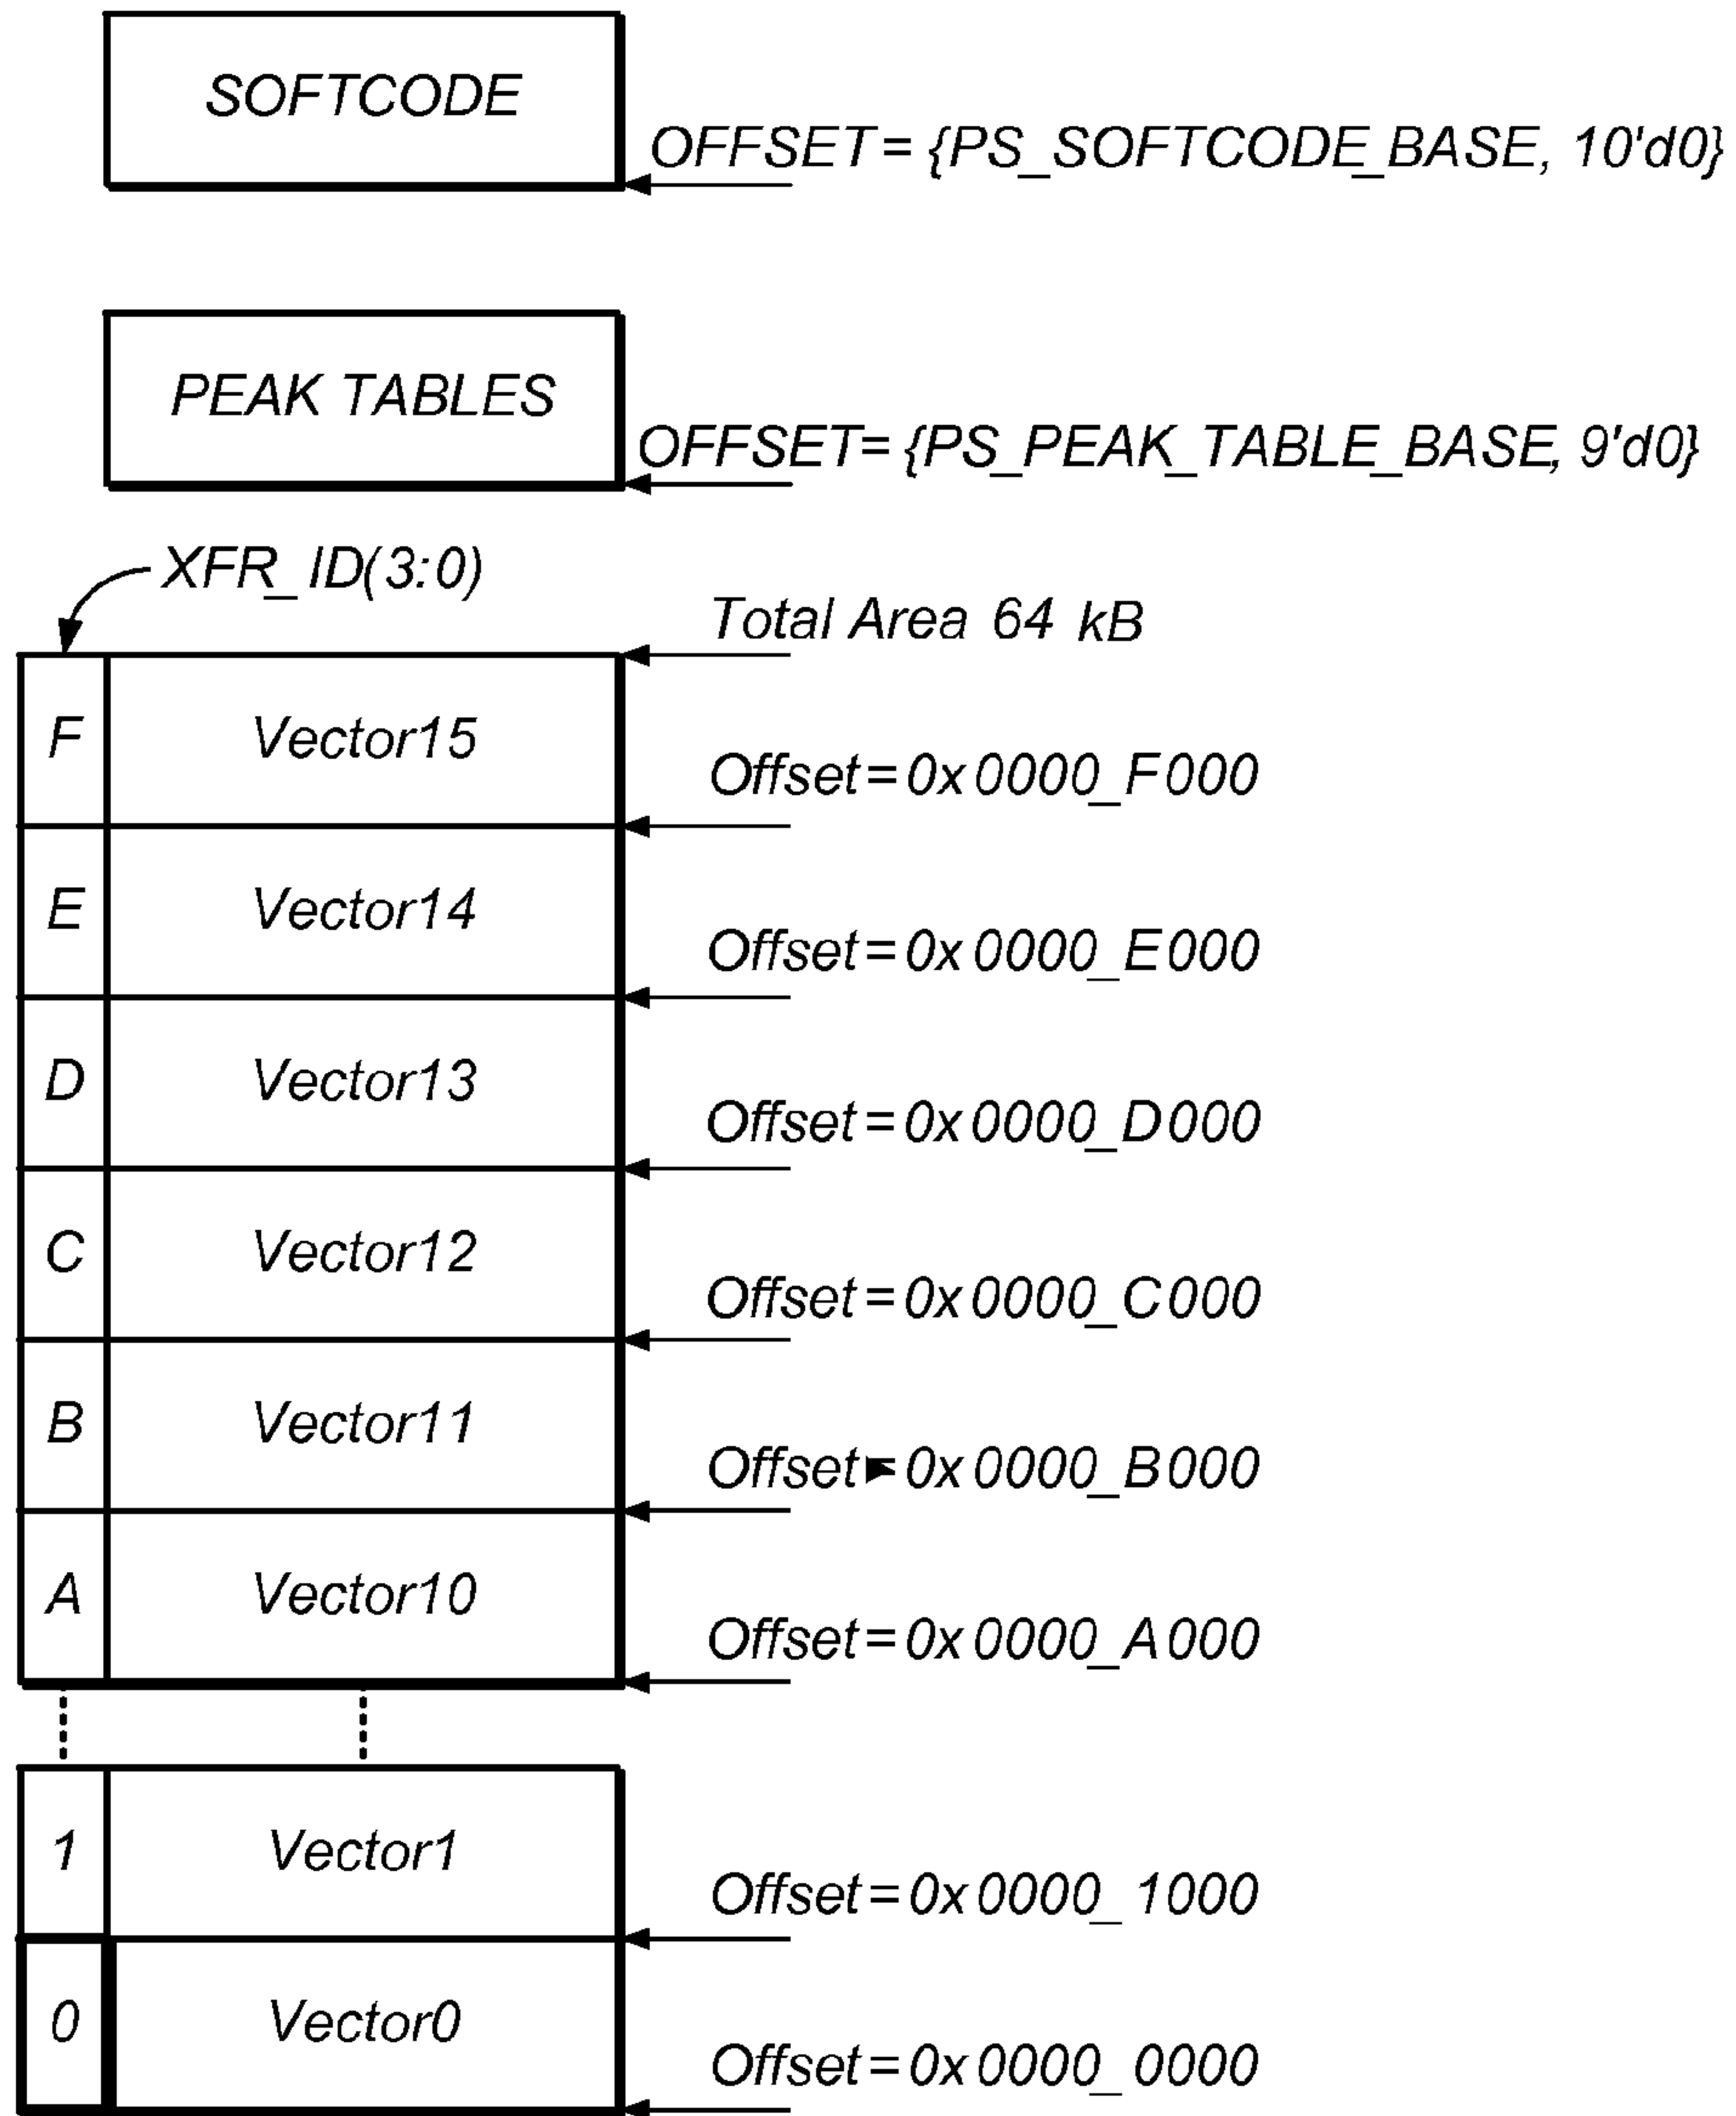 SOFTCODE
OFFSET = {PS_SOFTCODE_BASE, 10'd0}
PEAK TABLES
OFFSET = {PS_PEAK_TABLE_BASE, 9'd0}
XFR_ID(3:0)
Total Area 64 kB
F Vector15
Offset=0x0000_F000
E Vector14
Offset=0x0000_E000
D Vector13
Offset=0x0000_D000
C Vector12
Offset=0x0000_C000
B Vector11
Offset=0x0000_B000
A Vector10
Offset=0x0000_A000
1 Vector1
Offset=0x0000_1000
0 Vector0
Offset=0x0000_0000